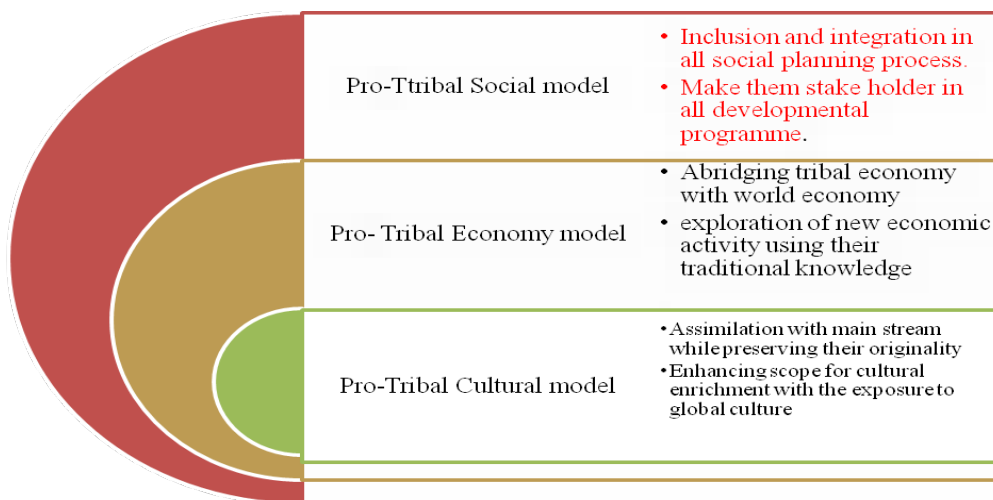 Pro-Ttribal Social model
• Inclusion and integration in
all social planning process.
• Make them stake holder in
all developmental
programme.
Pro- Tribal Economy model
• Abridging tribal economy
with world economy
• exploration of new economic
activity using their
traditional knowledge
Pro-Tribal Cultural model
•Assimilation with main stream
while preserving their originality
•Enhancing scope for cultural
enrichment with the exposure to
global culture